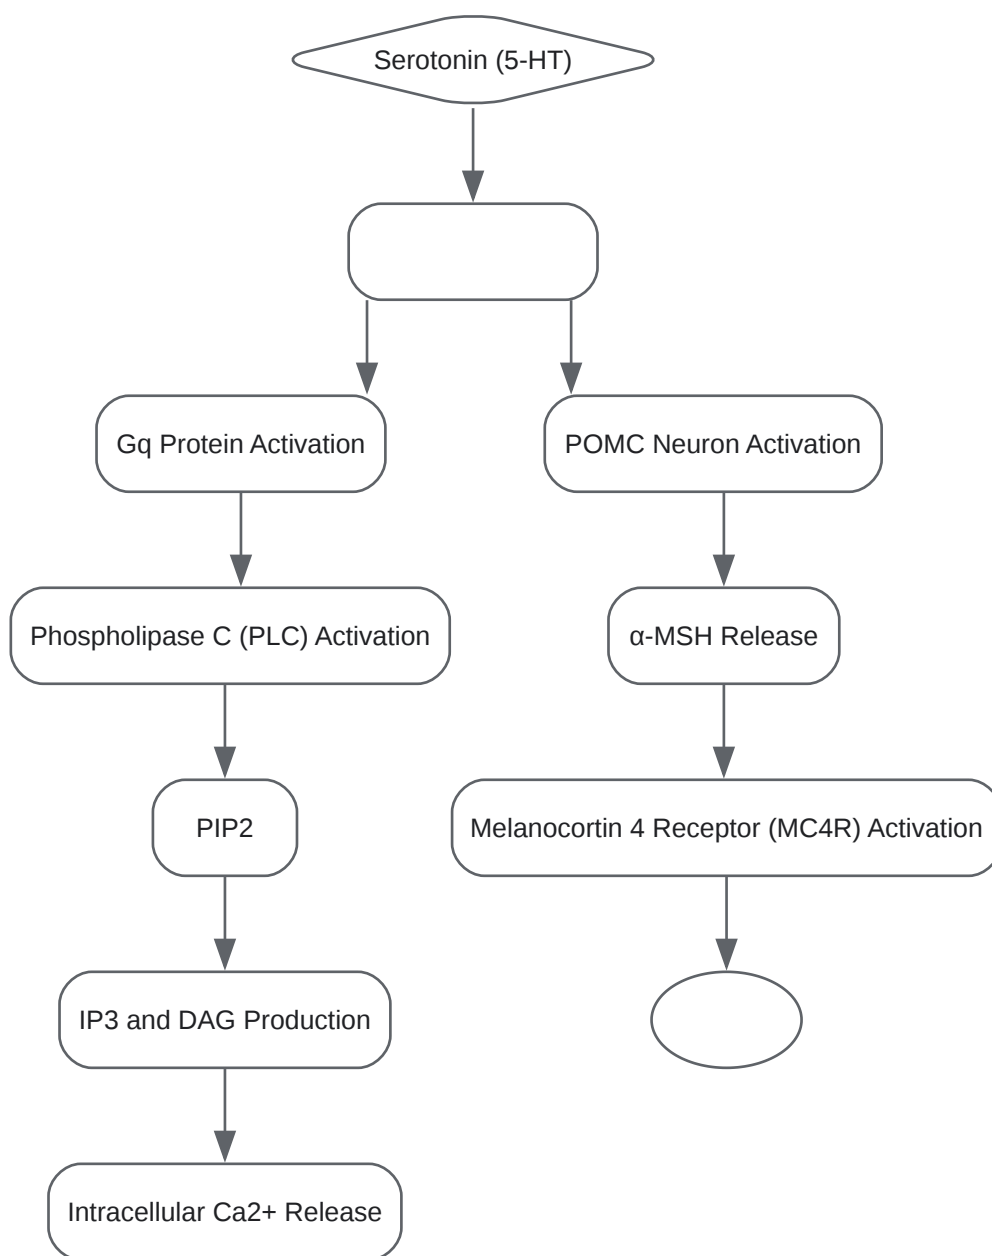 Serotonin (5-HT)
Gq Protein Activation
POMC Neuron Activation
Phospholipase C (PLC) Activation
α-MSH Release
PIP2
Melanocortin 4 Receptor (MC4R) Activation
IP3 and DAG Production
Intracellular Ca2+ Release